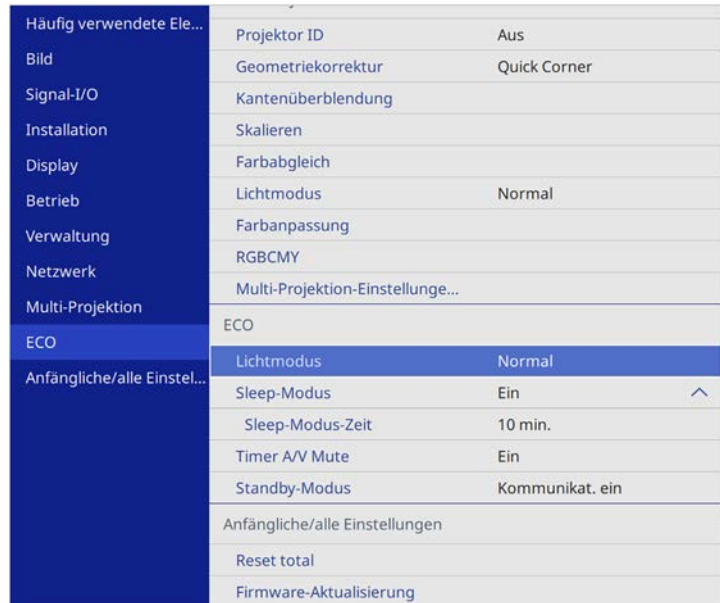 Häufig verwendete Ele...
Bild
Signal-I/O
Installation
Display
Betrieb
Verwaltung
Netzwerk
Multi-Projektion
ECO
Anfängliche/alle Einstel...
Projektor ID Aus
Geometriekorrektur Quick Corner
Kantenüberblendung
Skalieren
Farbabgleich
Lichtmodus Normal
Farbanpassung
RGBCMY
Multi-Projektion-Einstellunge...
ECO
Lichtmodus Normal
Sleep-Modus Ein
Sleep-Modus-Zeit 10 min.
Timer A/V Mute Ein
Standby-Modus Kommunikat. ein
Anfängliche/alle Einstellungen
Reset total
Firmware-Aktualisierung